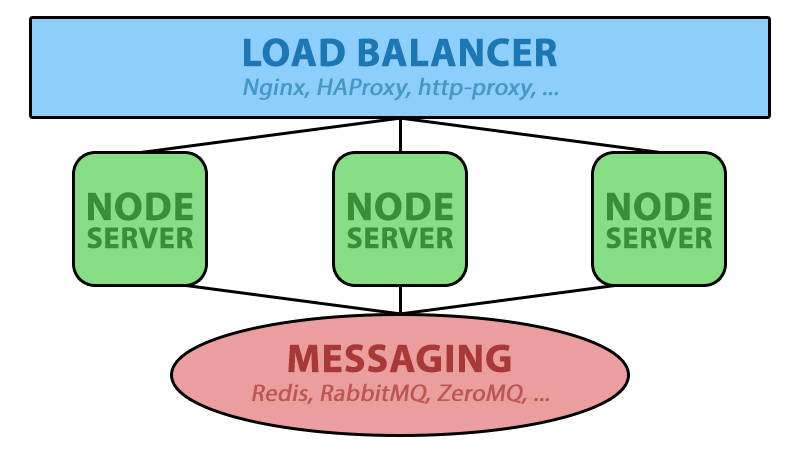 LOAD BALANCER
Nginx, HAProxy, http-proxy, ...
NODE
SERVER
NODE
SERVER
NODE
SERVER
MESSAGING
Redis, RabbitMQ, ZeroMQ, ...